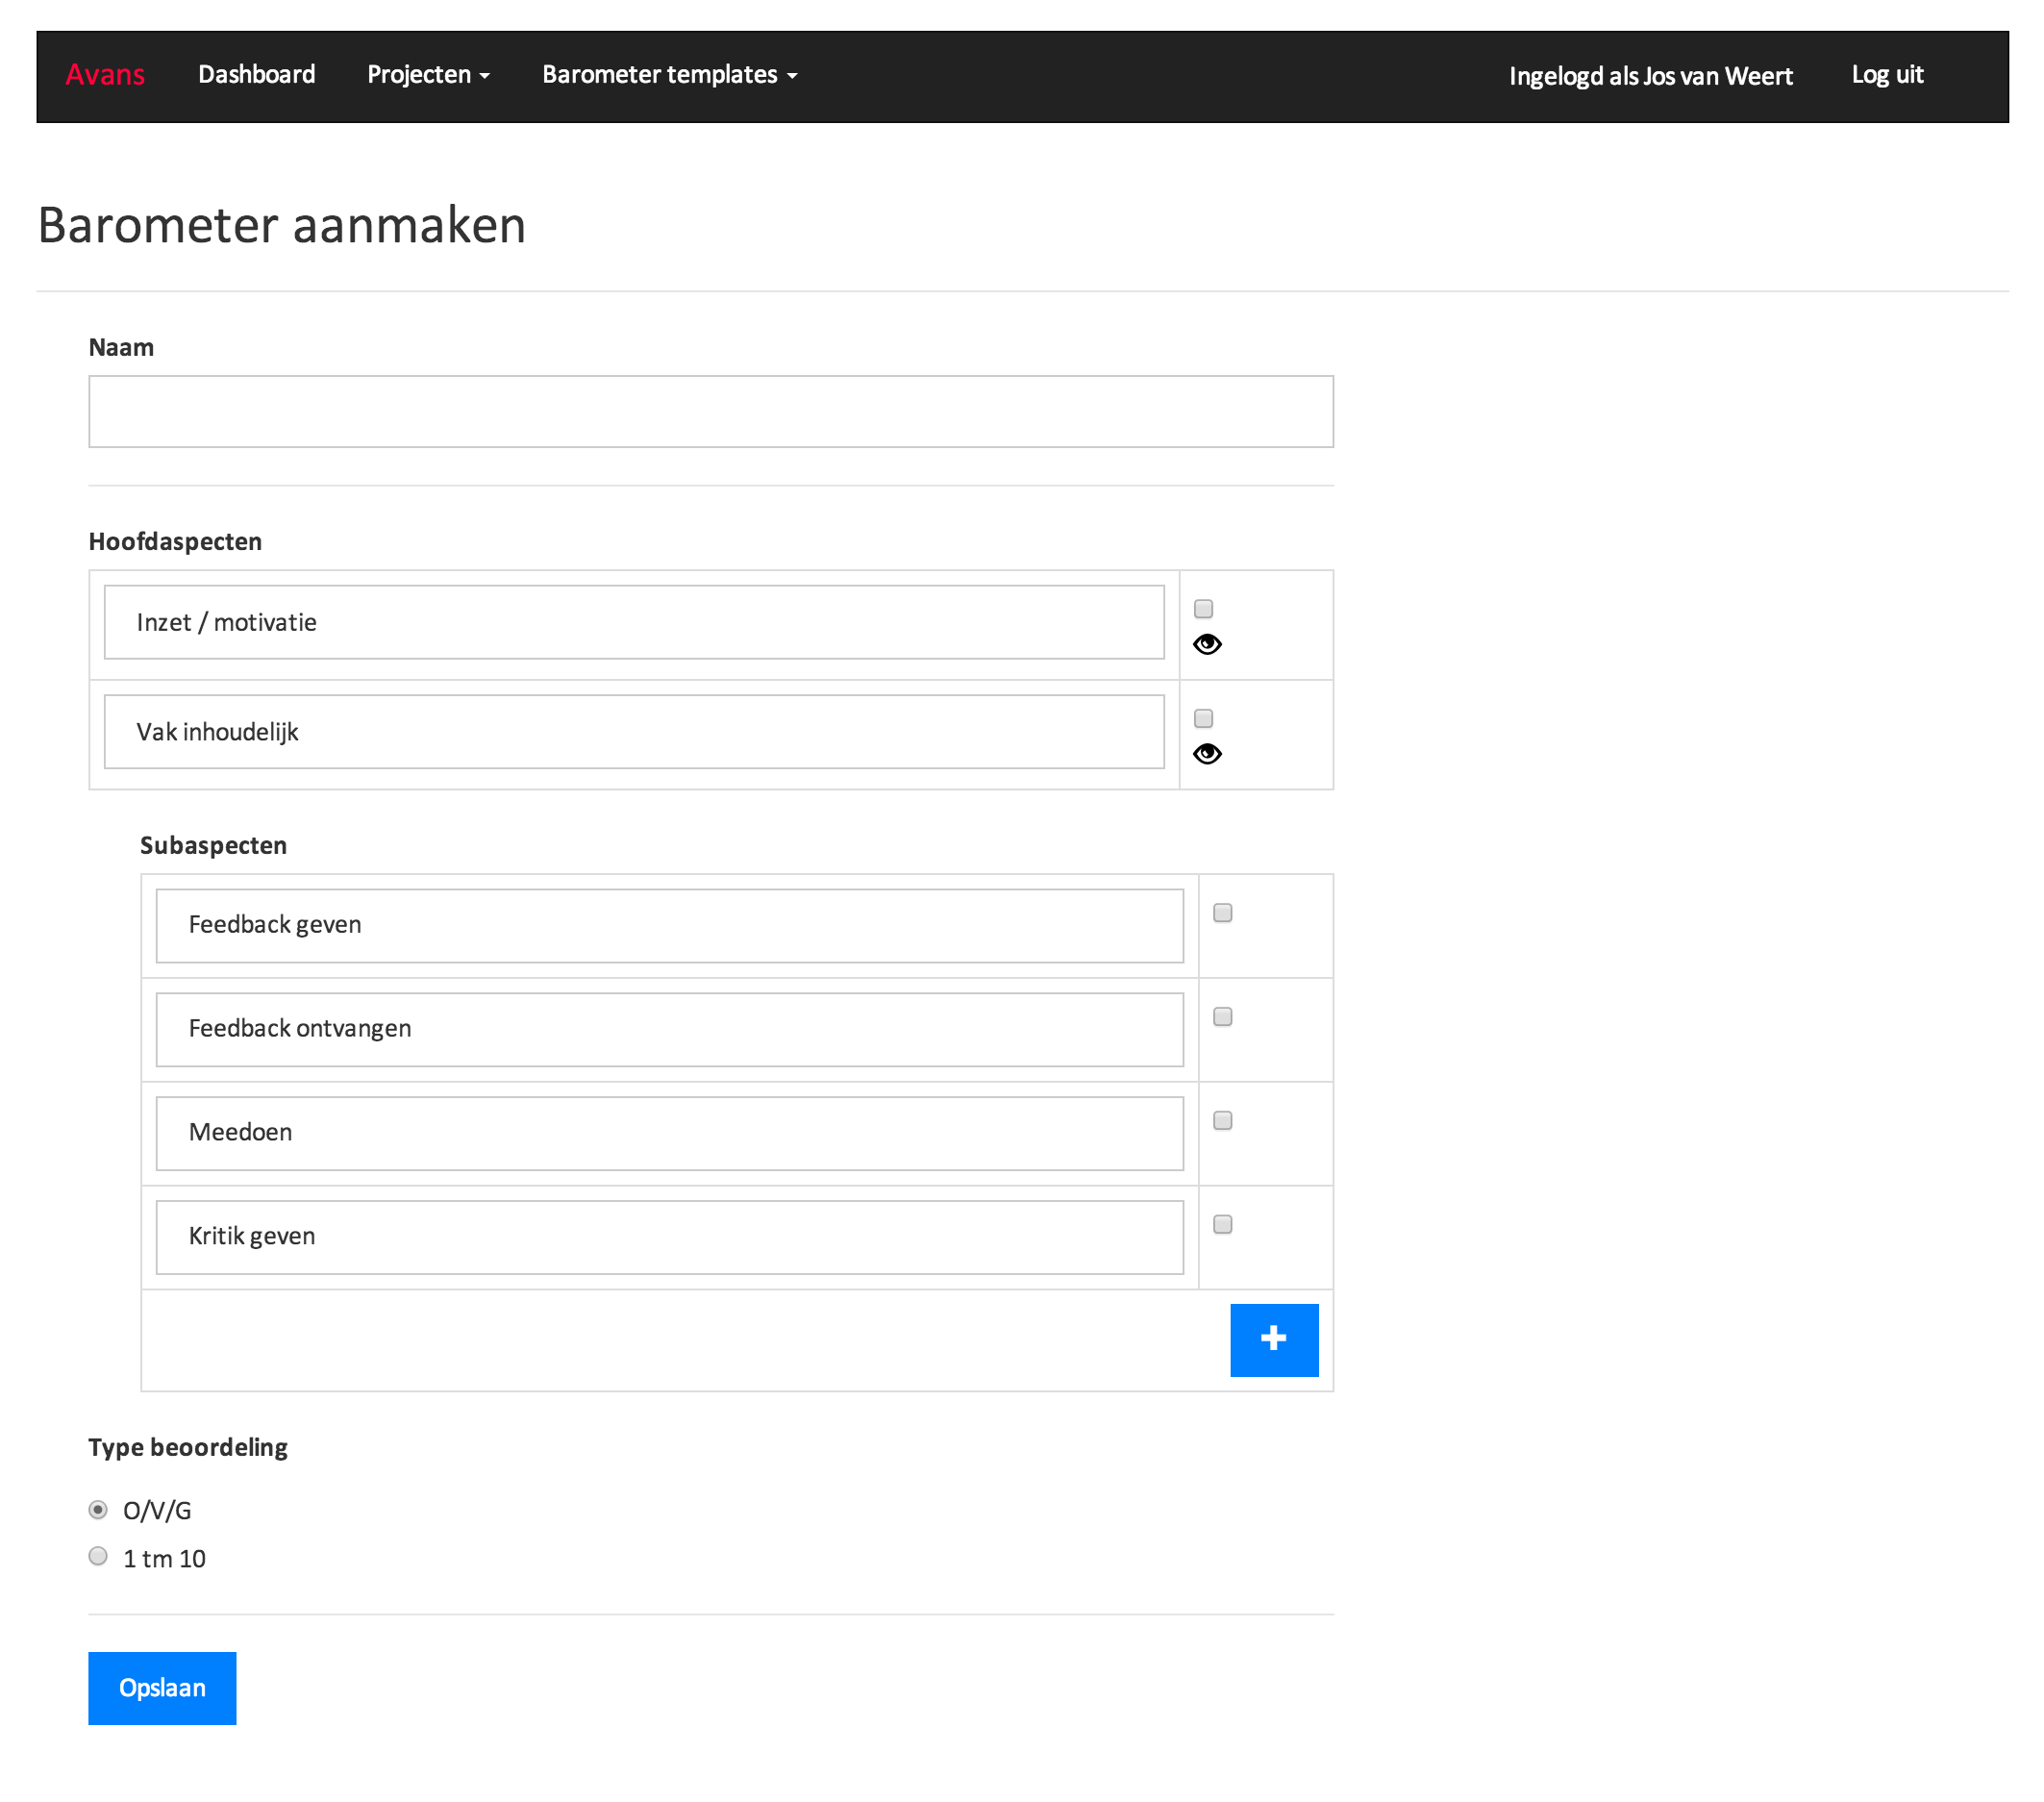 Avans Dashboard Projecten Barometer templates Ingelogd als Jos van Weert Log uit
Barometer aanmaken
Naam
Hoofdaspecten
Inzet / motivatie
Vak inhoudelijk
Subaspecten
Feedback geven
Feedback ontvangen
Meedoen
Kritik geven
Type beoordeling
O/V/G
1 tm 10
Opslaan